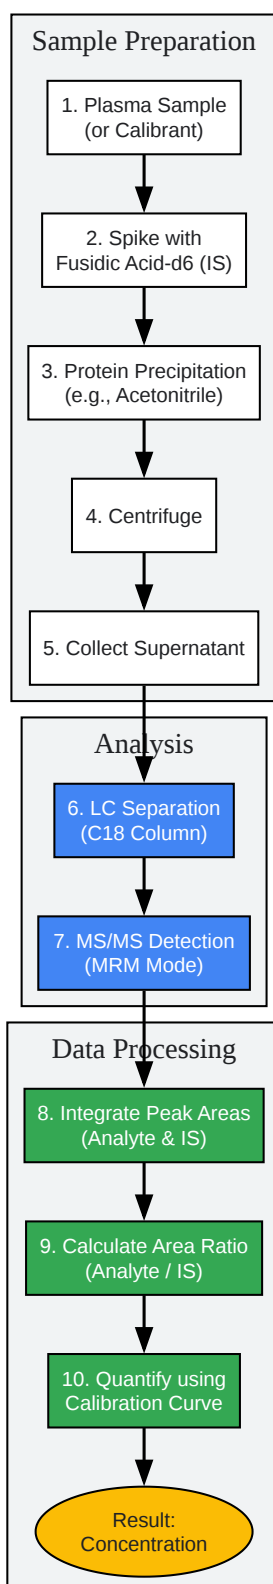 Sample Preparation
1. Plasma Sample
(or Calibrant)
2. Spike with
Fusidic Acid-d6 (IS)
3. Protein Precipitation
(e.g., Acetonitrile)
4. Centrifuge
5. Collect Supernatant
Analysis
6. LC Separation
(C18 Column)
7. MS/MS Detection
(MRM Mode)
Data Processing
8. Integrate Peak Areas
(Analyte & IS)
9. Calculate Area Ratio
(Analyte / IS)
10. Quantify using
Calibration Curve
Result:
Concentration